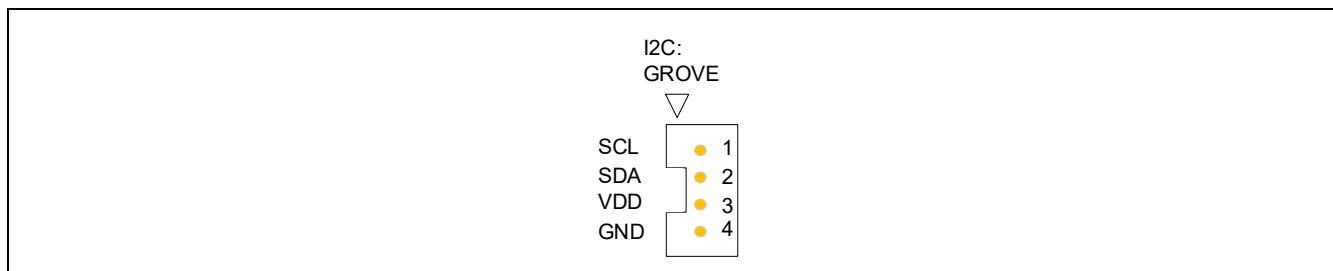 I2C:
GROVE
SCL 1
SDA 2
VDD 3
GND 4